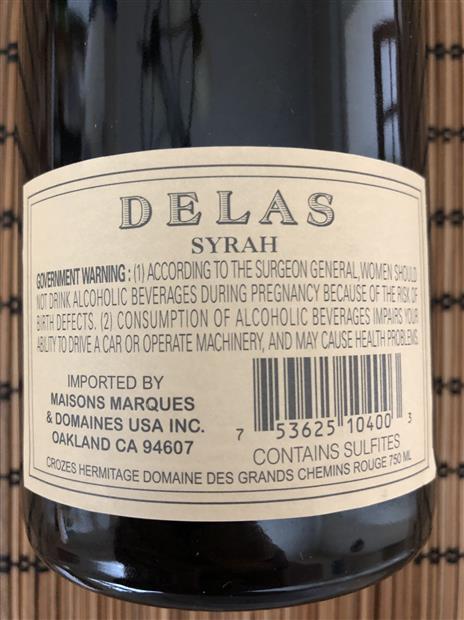 DELAS
SYRAH
GOVERNMENT WARNING : (1) ACCORDING TO THE SURGEON GENERAL, WOMEN SHOULD
NOT DRINK ALCOHOLIC BEVERAGES DURING PREGNANCY BECAUSE OF THE RISK OF
BIRTH DEFECTS. (2) CONSUMPTION OF ALCOHOLIC BEVERAGES IMPAIRS YOUR
ABILITY TO DRIVE A CAR OR OPERATE MACHINERY, AND MAY CAUSE HEALTH PROBLEMS.
IMPORTED BY
MAISONS MARQUES
& DOMAINES USA INC.
OAKLAND CA 94607
7 53625 10400 3
CONTAINS SULFITES
CROZES HERMITAGE DOMAINE DES GRANDS CHEMINS ROUGE 750 ML